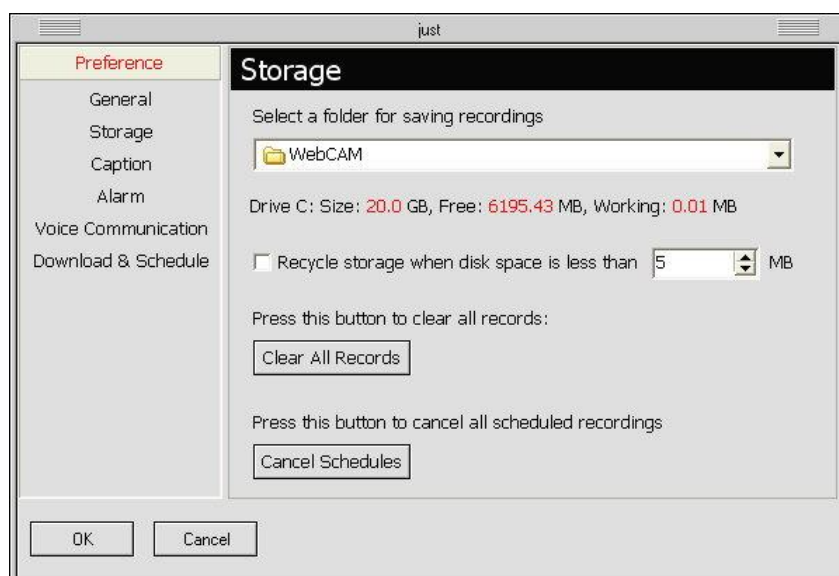 just
Preference
General
Storage
Caption
Alarm
Voice Communication
Download & Schedule
Storage
Select a folder for saving recordings
WebCAM
Drive C: Size: 20.0 GB, Free: 6195.43 MB, Working: 0.01 MB
Recycle storage when disk space is less than 5 MB
Press this button to clear all records:
Clear All Records
Press this button to cancel all scheduled recordings
Cancel Schedules
OK
Cancel